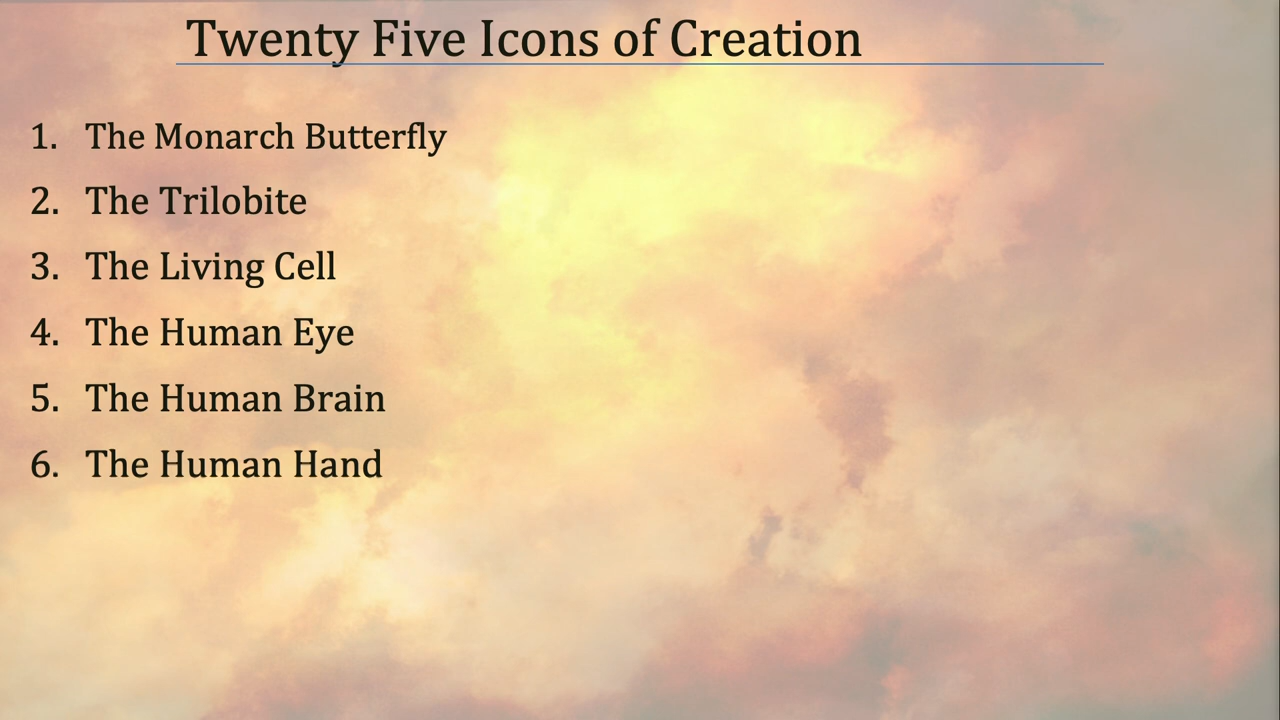 Twenty Five Icons of Creation
1. The Monarch Butterfly
2. The Trilobite
3. The Living Cell
4. The Human Eye
5. The Human Brain
6. The Human Hand